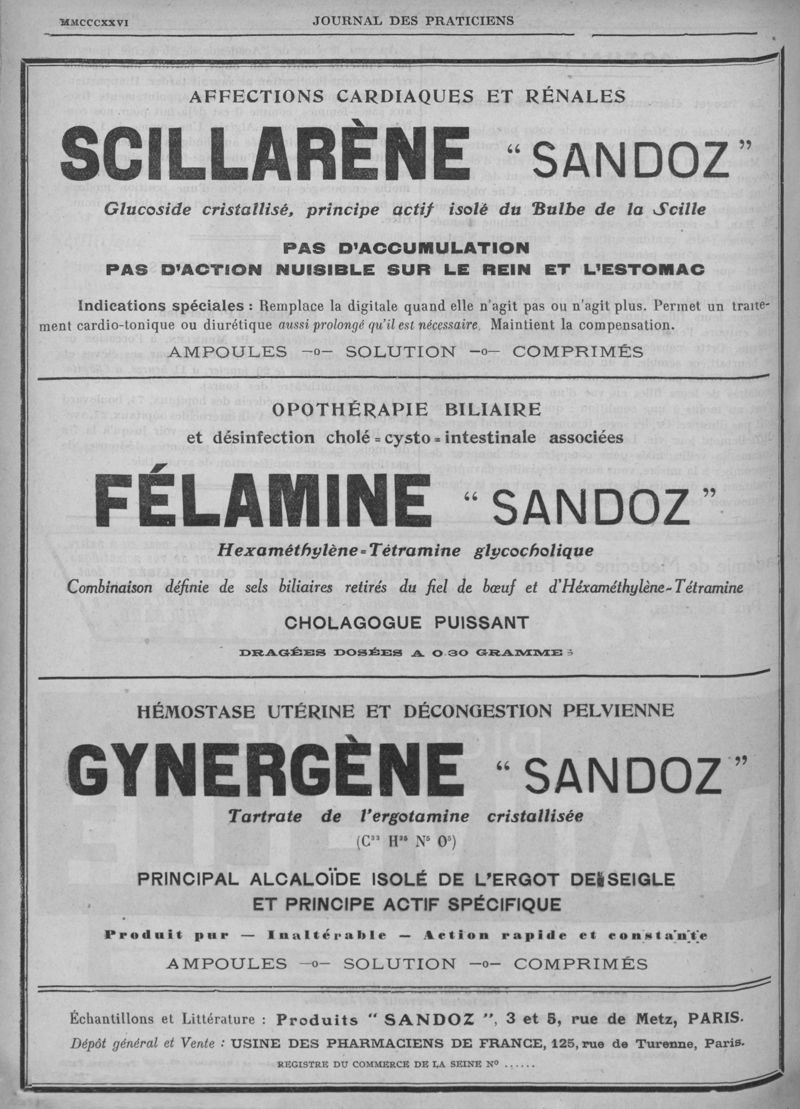 MMCCCXXVI
JOURNAL DES PRATICIENS
AFFECTIONS CARDIAQUES ET RÉNALES
SCILLARÈNE “ SANDOZ ”
Glucoside cristallisé, principe actif isolé du Bulbe de la Scille
PAS D'ACCUMULATION
PAS D'ACTION NUISIBLE SUR LE REIN ET L'ESTOMAC
Indications spéciales : Remplace la digitale quand elle n'agit pas ou n'agit plus. Permet un traite-
ment cardio-tonique ou diurétique aussi prolongé qu'il est nécessaire. Maintient la compensation.
AMPOULES —o— SOLUTION —o— COMPRIMÉS
OPOTHÉRAPIE BILIAIRE
et désinfection cholé=cysto=intestinale associées
FÉLAMINE “ SANDOZ ”
Hexaméthylène=Tétramine glycocholique
Combinaison définie de sels biliaires retirés du fiel de bœuf et d'Héxaméthylène-Tétramine
CHOLAGOGUE PUISSANT
DRAGÉES DOSÉES A 0.30 GRAMMES
HÉMOSTASE UTÉRINE ET DÉCONGESTION PELVIENNE
GYNERGÈNE “ SANDOZ ”
Tartrate de l'ergotamine cristallisée
(C³³ H³⁵ N⁵ O⁵)
PRINCIPAL ALCALOÏDE ISOLÉ DE L'ERGOT DE SEIGLE
ET PRINCIPE ACTIF SPÉCIFIQUE
Produit pur — Inaltérable — Action rapide et constante
AMPOULES —o— SOLUTION —o— COMPRIMÉS
Échantillons et Littérature : Produits “ SANDOZ ”, 3 et 5, rue de Metz, PARIS.
Dépôt général et Vente : USINE DES PHARMACIENS DE FRANCE, 125, rue de Turenne, Paris.
REGISTRE DU COMMERCE DE LA SEINE Nº ......